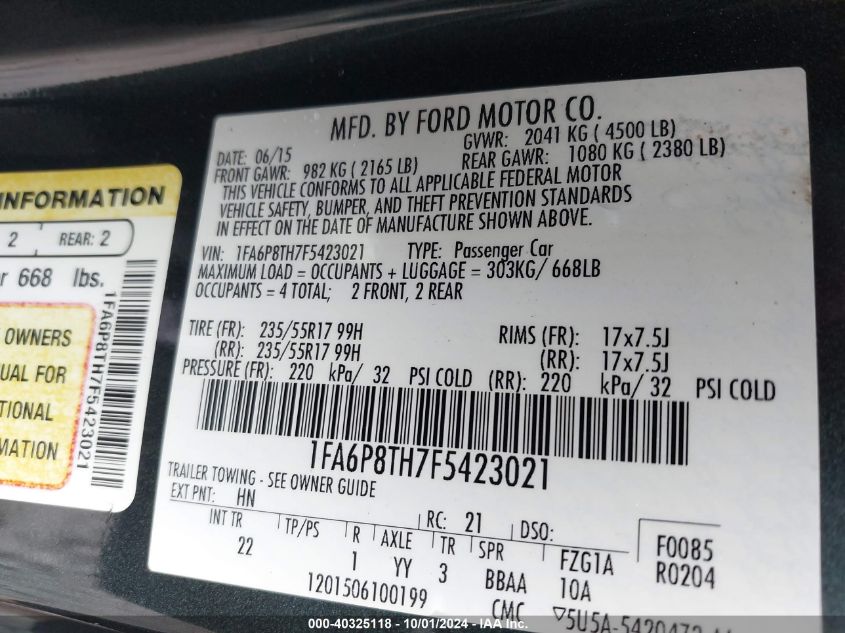 MFD. BY FORD MOTOR CO.
DATE: 06/15
GVWR: 2041 KG ( 4500 LB)
FRONT GAWR: 982 KG ( 2165 LB)
REAR GAWR: 1080 KG ( 2380 LB)
THIS VEHICLE CONFORMS TO ALL APPLICABLE FEDERAL MOTOR
VEHICLE SAFETY, BUMPER, AND THEFT PREVENTION STANDARDS
IN EFFECT ON THE DATE OF MANUFACTURE SHOWN ABOVE.
VIN: 1FA6P8TH7F5423021 TYPE: Passenger Car
MAXIMUM LOAD = OCCUPANTS + LUGGAGE = 303KG/ 668LB
OCCUPANTS = 4 TOTAL; 2 FRONT, 2 REAR
TIRE (FR): 235/55R17 99H RIMS (FR): 17x7.5J
(RR): 235/55R17 99H (RR): 17x7.5J
PRESSURE (FR): 220 kPa/ 32 PSI COLD (RR): 220 kPa/ 32 PSI COLD
1FA6P8TH7F5423021
TRAILER TOWING - SEE OWNER GUIDE
EXT PNT: HN RC: 21 DSO:
INT TR TP/PS R AXLE TR SPR
22 1 YY 3 BBAA
FZG1A
10A
F0085
R0204
1201506100199
CMC ▽5U5A-5420472
INFORMATION
2 REAR: 2
668 lbs.
OWNERS
UAL FOR
TIONAL
MATION
1FA6P8TH7F5423021
000-40325118 - 10/01/2024 - IAA Inc.